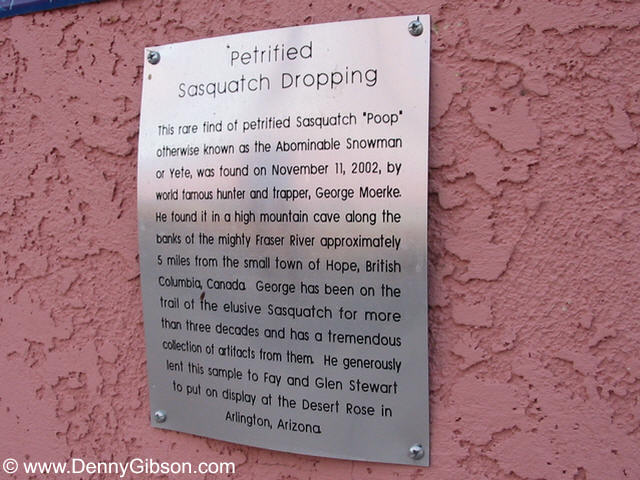 Petrified
Sasquatch Dropping
This rare find of petrified Sasquatch "Poop"
otherwise known as the Abominable Snowman
or Yete, was found on November 11, 2002, by
world famous hunter and trapper, George Moerke.
He found it in a high mountain cave along the
banks of the mighty Fraser River approximately
5 miles from the small town of Hope, British
Columbia, Canada. George has been on the
trail of the elusive Sasquatch for more
than three decades and has a tremendous
collection of artifacts from them. He generously
lent this sample to Fay and Glen Stewart
to put on display at the Desert Rose in
Arlington, Arizona.
© www.DennyGibson.com